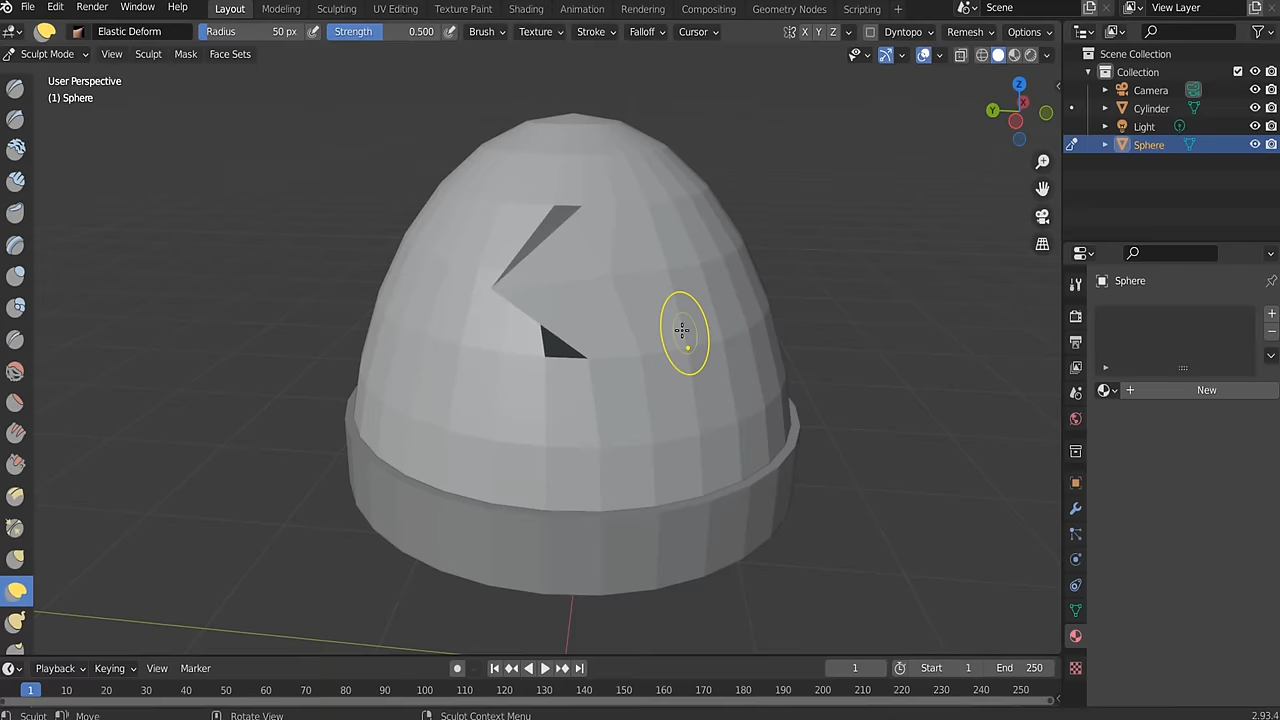 File Edit Render Window Help Layout Modeling Sculpting UV Editing Texture Paint Shading Animation Rendering Compositing Geometry Nodes Scripting + Scene View Layer
Elastic Deform Radius 50 px Strength 0.500 Brush Texture Stroke Falloff Cursor X Y Z Dyntopo Remesh Options
Sculpt Mode View Sculpt Mask Face Sets
User Perspective
(1) Sphere
Z
X
Y
Scene Collection
Collection
Camera
Cylinder
Light
Sphere
Sphere
+ New
Playback Keying View Marker 1 Start 1 End 250
1 10 20 30 40 50 60 70 80 90 100 110 120 130 140 150 160 170 180 190 200 210 220 230 240 250
Sculpt Move Rotate View Sculpt Context Menu 2.93.4